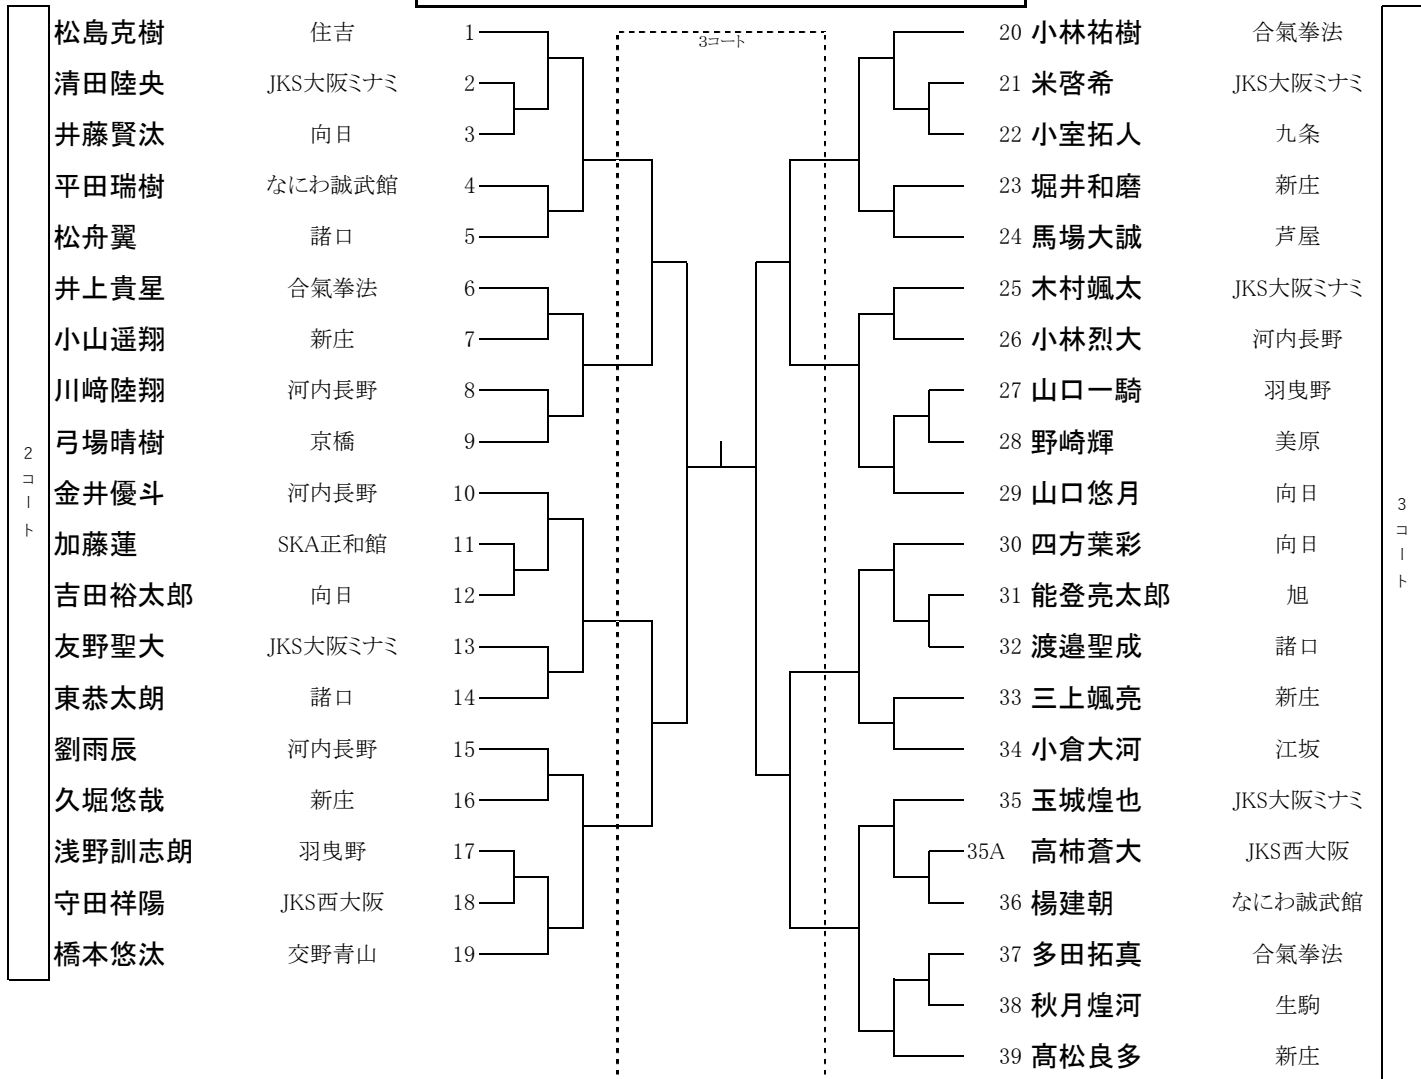 3コート
2コート
松島克樹 住吉 1
清田陸央 JKS大阪ミナミ 2
井藤賢汰 向日 3
平田瑞樹 なにわ誠武館 4
松舟翼 諸口 5
井上貴星 合氣拳法 6
小山遥翔 新庄 7
川﨑陸翔 河内長野 8
弓場晴樹 京橋 9
金井優斗 河内長野 10
加藤蓮 SKA正和館 11
吉田裕太郎 向日 12
友野聖大 JKS大阪ミナミ 13
東恭太朗 諸口 14
劉雨辰 河内長野 15
久堀悠哉 新庄 16
浅野訓志朗 羽曳野 17
守田祥陽 JKS西大阪 18
橋本悠汰 交野青山 19
20 小林祐樹 合氣拳法
21 米啓希 JKS大阪ミナミ
22 小室拓人 九条
23 堀井和磨 新庄
24 馬場大誠 芦屋
25 木村颯太 JKS大阪ミナミ
26 小林烈大 河内長野
27 山口一騎 羽曳野
28 野崎輝 美原
29 山口悠月 向日
30 四方葉彩 向日
31 能登亮太郎 旭
32 渡邉聖成 諸口
33 三上颯亮 新庄
34 小倉大河 江坂
35 玉城煌也 JKS大阪ミナミ
35A 高柿蒼大 JKS西大阪
36 楊建朝 なにわ誠武館
37 多田拓真 合氣拳法
38 秋月煌河 生駒
39 髙松良多 新庄
3コート